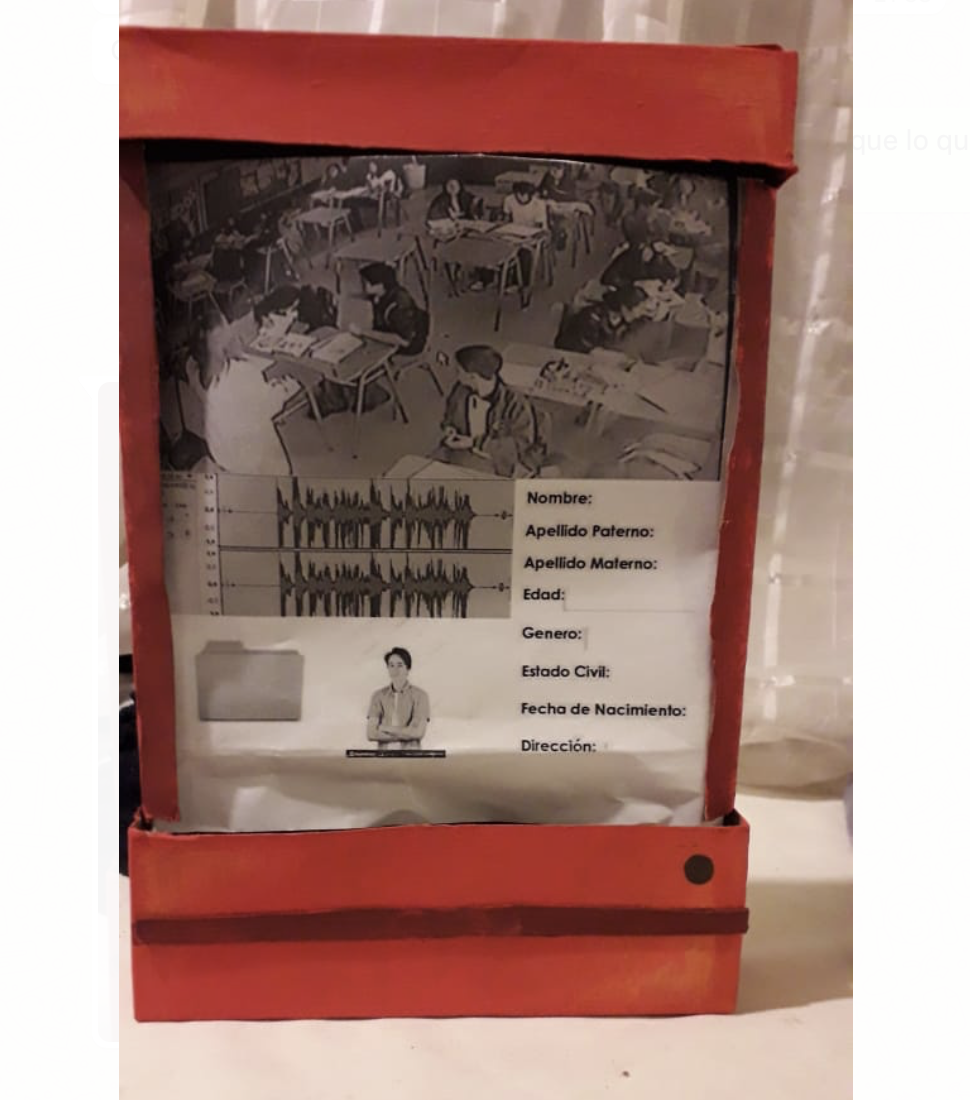 que lo qu
Nombre:
Apellido Paterno:
Apellido Materno:
Edad:
Genero:
Estado Civil:
Fecha de Nacimiento:
Dirección: